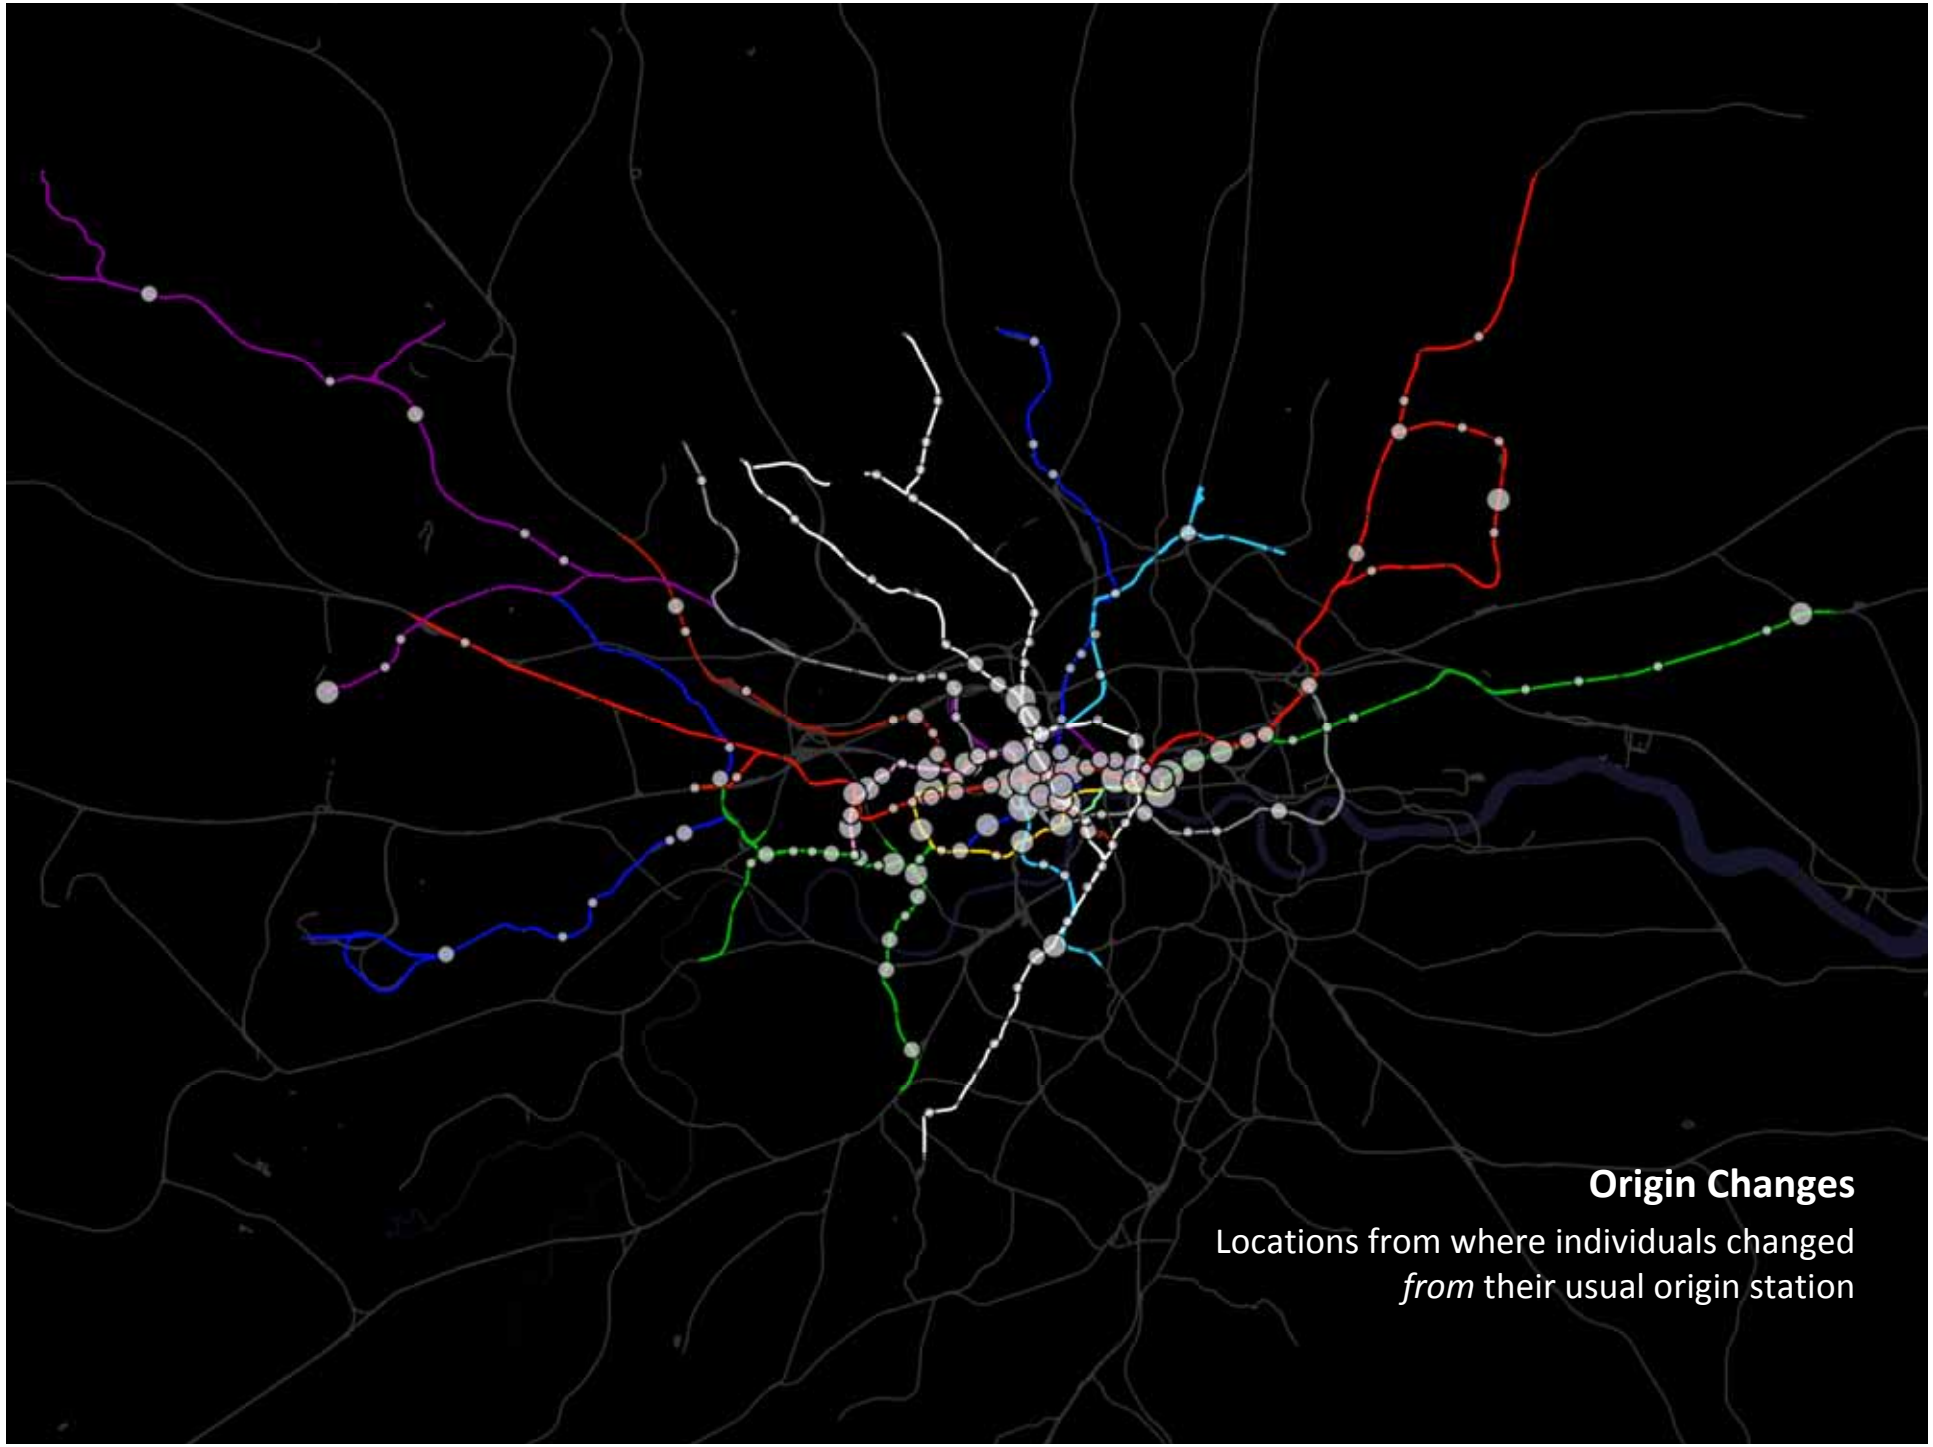 Origin Changes
Locations from where individuals changed
from their usual origin station